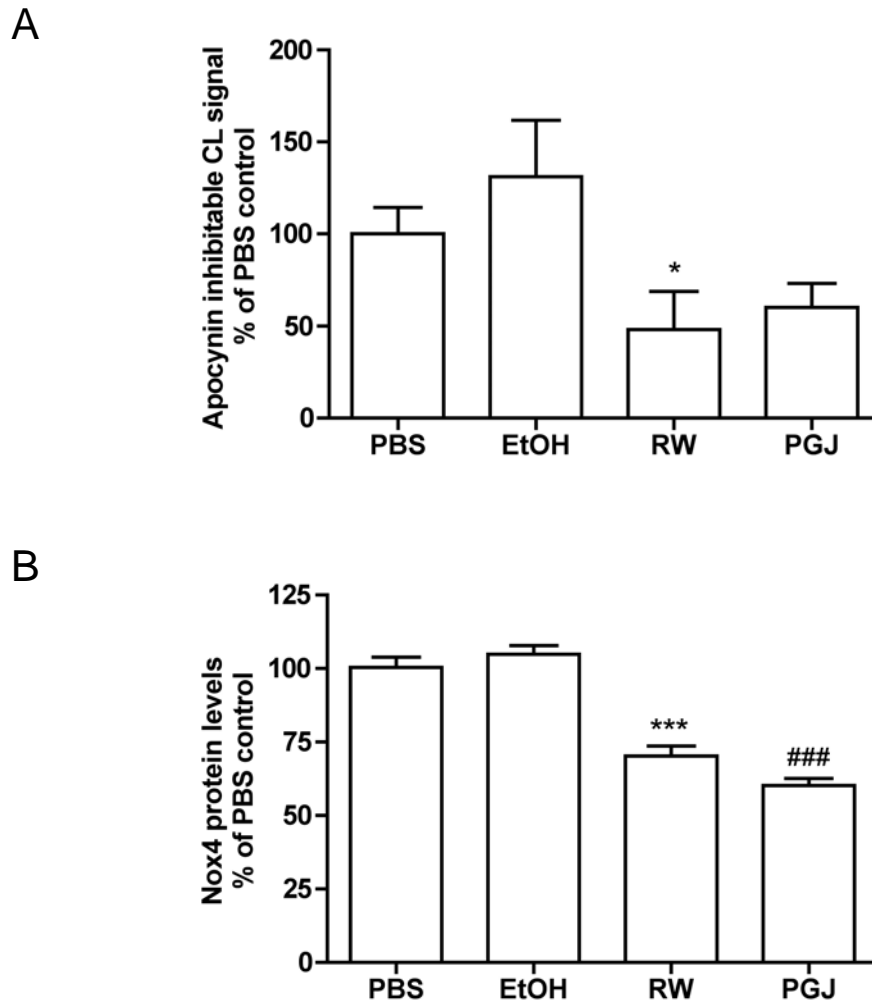 A
Apocynin inhibitable CL signal
% of PBS control
200
150
100
50
0
*
PBS EtOH RW PGJ
B
Nox4 protein levels
% of PBS control
125
100
75
50
25
0
***
###
PBS EtOH RW PGJ